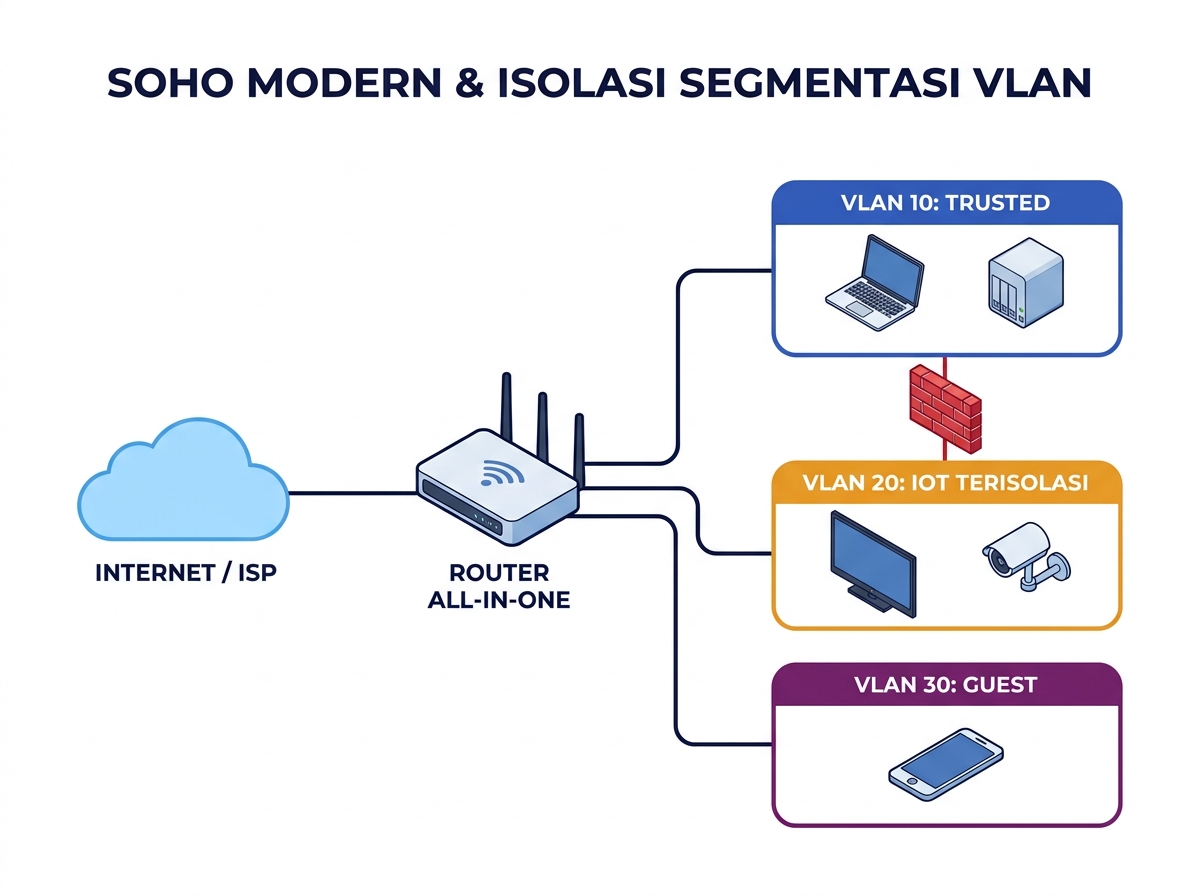 SOHO MODERN & ISOLASI SEGMENTASI VLAN
VLAN 10: TRUSTED
VLAN 20: IOT TERISOLASI
INTERNET / ISP
ROUTER
ALL-IN-ONE
VLAN 30: GUEST